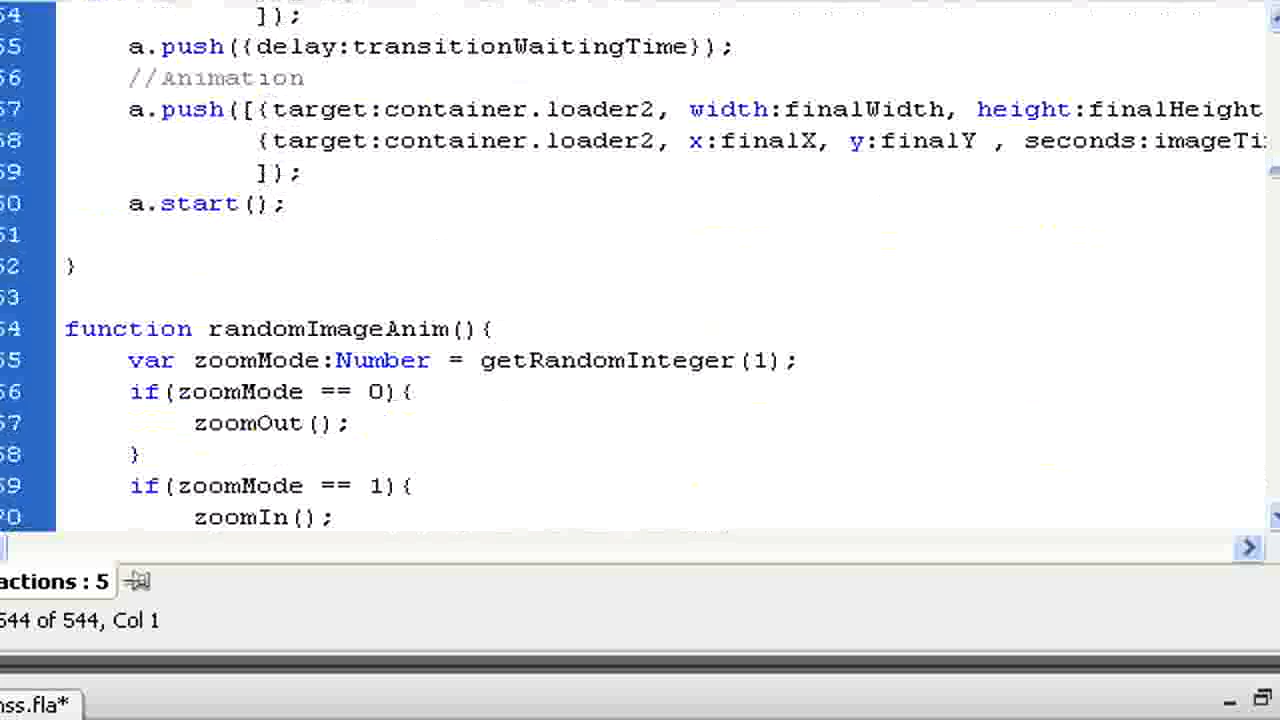 54 ]);
55 a.push({delay:transitionWaitingTime});
56 //Animation
57 a.push([{target:container.loader2, width:finalWidth, height:finalHeight
58 {target:container.loader2, x:finalX, y:finalY , seconds:imageTi
59 ]);
60 a.start();
61
62 }
63
64 function randomImageAnim(){
65 var zoomMode:Number = getRandomInteger(1);
66 if(zoomMode == 0){
67 zoomOut();
68 }
69 if(zoomMode == 1){
70 zoomIn();
actions : 5
544 of 544, Col 1
nss.fla*